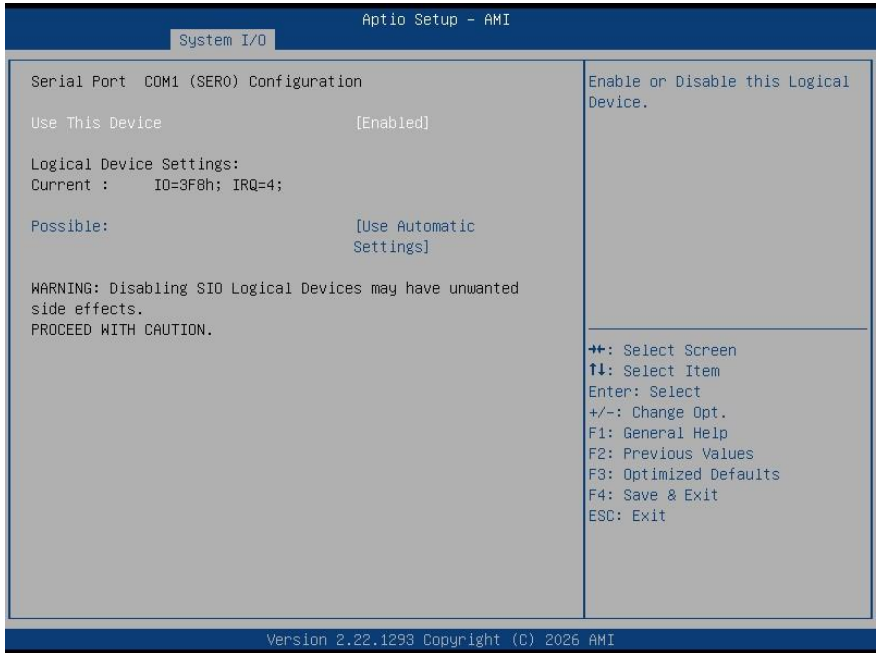 Aptio Setup – AMI
System I/O
Serial Port  COM1 (SER0) Configuration
Use This Device [Enabled]
Logical Device Settings:
Current :    IO=3F8h; IRQ=4;
Possible: [Use Automatic
Settings]
WARNING: Disabling SIO Logical Devices may have unwanted
side effects.
PROCEED WITH CAUTION.
Enable or Disable this Logical
Device.
→←: Select Screen
↑↓: Select Item
Enter: Select
+/-: Change Opt.
F1: General Help
F2: Previous Values
F3: Optimized Defaults
F4: Save & Exit
ESC: Exit
Version 2.22.1293 Copyright (C) 2026 AMI